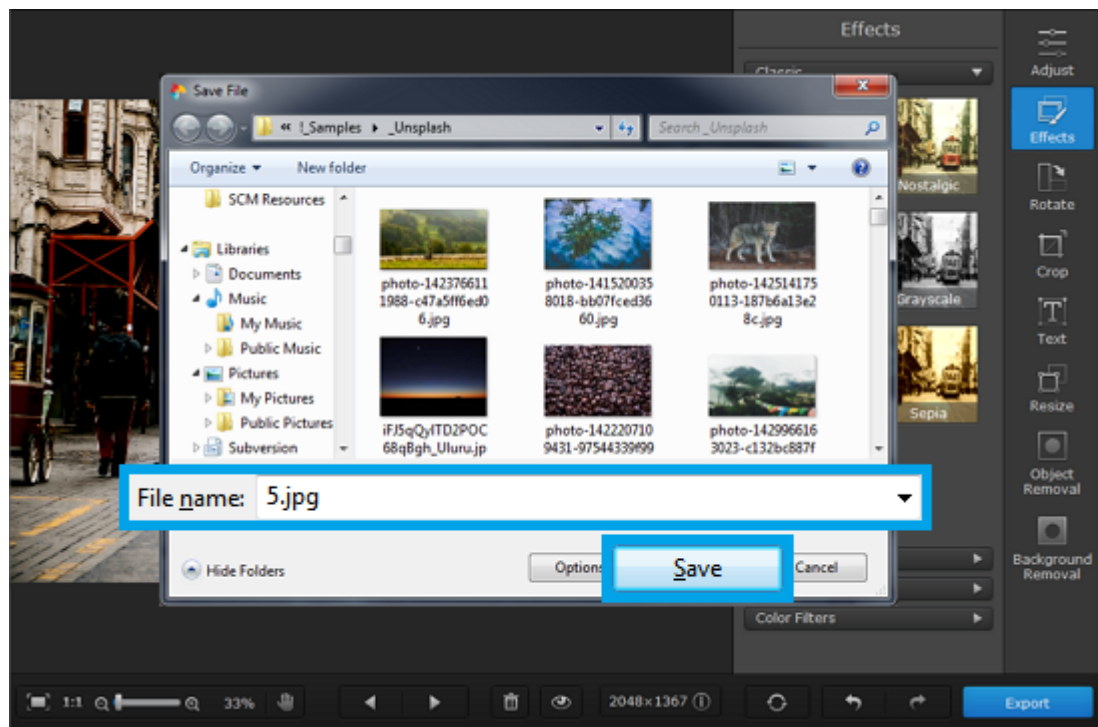 Effects
Adjust
Classic
Save File
« !_Samples ▸ _Unsplash
Search _Unsplash
Effects
Organize
New folder
Nostalgic
SCM Resources
Rotate
Libraries
Documents
Music
My Music
Public Music
Pictures
My Pictures
Public Pictures
Subversion
photo-142376611
1988-c47a5ff6ed0
6.jpg
photo-141520035
8018-bb07fced36
60.jpg
photo-142514175
0113-187b6a13e2
8c.jpg
Crop
Grayscale
Text
iFJ5qQyITD2POC
68qBgh_Uluru.jp
photo-142220710
9431-97544339f99
photo-142996616
3023-c132bc887f
Resize
Sepia
Object
Removal
File name: 5.jpg
Hide Folders
Options
Save
Cancel
Background
Removal
Color Filters
1:1
33%
2048×1367
Export